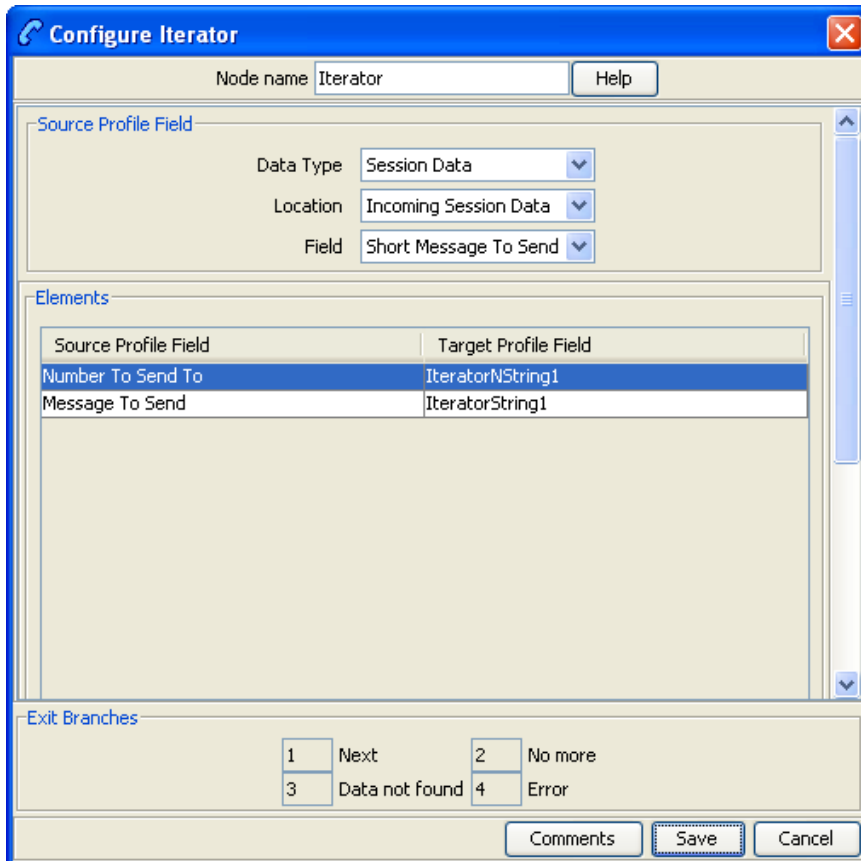 Configure Iterator
Node name Iterator Help
Source Profile Field
Data Type Session Data
Location Incoming Session Data
Field Short Message To Send
Elements
Source Profile Field Target Profile Field
Number To Send To IteratorNString1
Message To Send IteratorString1
Exit Branches
1 Next 2 No more
3 Data not found 4 Error
Comments Save Cancel